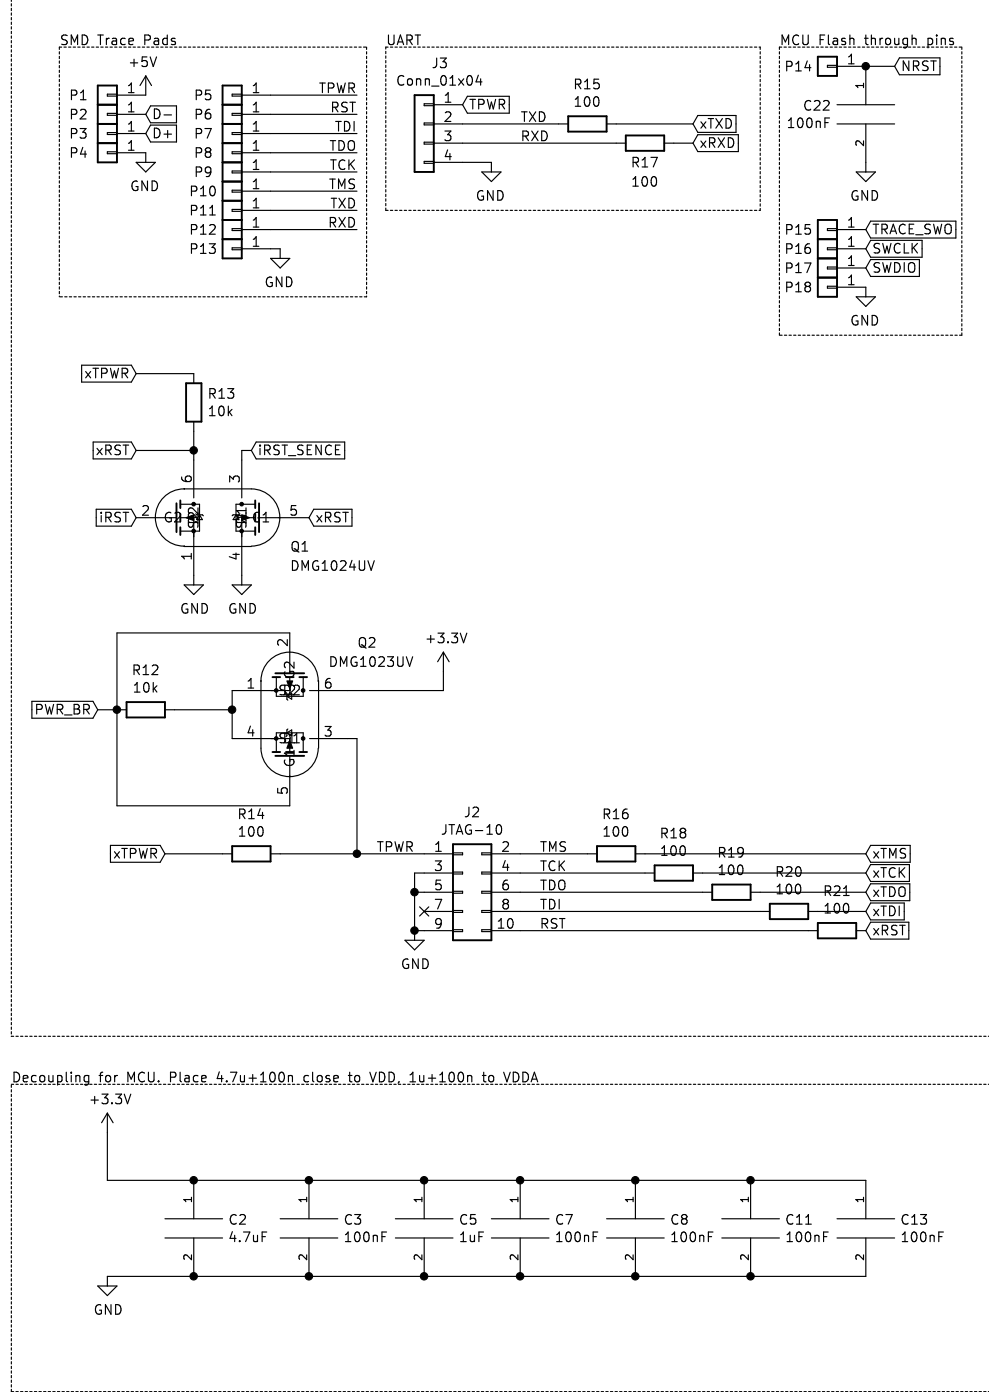 SMD Trace Pads
+5V
P1 1
P2 1 D-
P3 1 D+
P4 1
GND
P5 1 TPWR
P6 1 RST
P7 1 TDI
P8 1 TDO
P9 1 TCK
P10 1 TMS
P11 1 TXD
P12 1 RXD
P13 1
GND
UART
J3
Conn_01x04
1 TPWR
2 TXD
3 RXD
4
GND
R15
100
xTXD
xRXD
R17
100
MCU Flash through pins
P14 1 NRST
1
C22
100nF
2
GND
P15 1 TRACE_SWO
P16 1 SWCLK
P17 1 SWDIO
P18 1
GND
xTPWR
R13
10k
xRST
iRST_SENCE
6 3
iRST 2
5 xRST
1 4
Q1
DMG1024UV
GND GND
Q2
DMG1023UV
+3.3V
2
G2
R12
10k
1 6
PWR_BR
4 3
5
R14
100
xTPWR
TPWR
J2
JTAG-10
1 2 TMS
3 4 TCK
5 6 TDO
7 8 TDI
9 10 RST
GND
R16
100
R18
100
R19
100
R20
100
R21
100
xTMS
xTCK
xTDO
xTDI
xRST
Decoupling for MCU. Place 4.7u+100n close to VDD, 1u+100n to VDDA
+3.3V
1 1 1 1 1 1 1
C2 C3 C5 C7 C8 C11 C13
4.7uF 100nF 1uF 100nF 100nF 100nF 100nF
2 2 2 2 2 2 2
GND